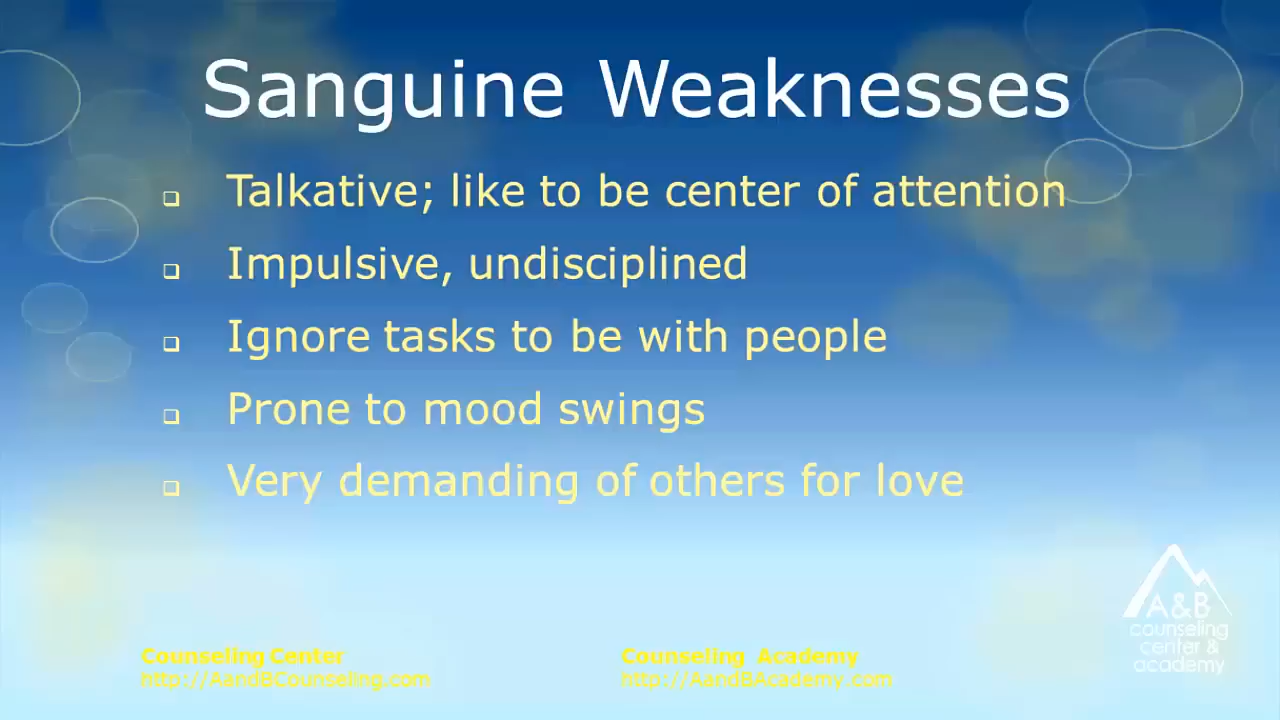 Sanguine Weaknesses
❑ Talkative; like to be center of attention
❑ Impulsive, undisciplined
❑ Ignore tasks to be with people
❑ Prone to mood swings
❑ Very demanding of others for love
A&B
counseling
center &
academy
Counseling Center
http://AandBCounseling.com
Counseling Academy
http://AandBAcademy.com